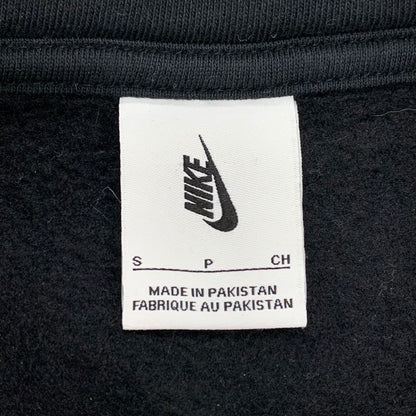 NIKE
S P CH
MADE IN PAKISTAN
FABRIQUE AU PAKISTAN